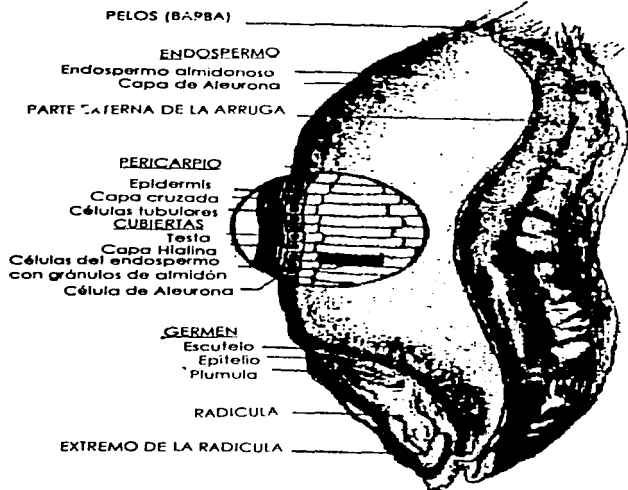 PELOS (BARBA)
ENDOSPERMO
Endospermo almidonoso
Capa de Aleurona
PARTE EXTERNA DE LA ARRUGA
PERICARPIO
Epidermis
Capa cruzada
Células tubulores
CUBIERTAS
Testa
Capa Hialina
Células del endospermo
con gránulos de almidón
Célula de Aleurona
GERMEN
Escutelo
Epitelio
Plumula
RADICULA
EXTREMO DE LA RADICULA